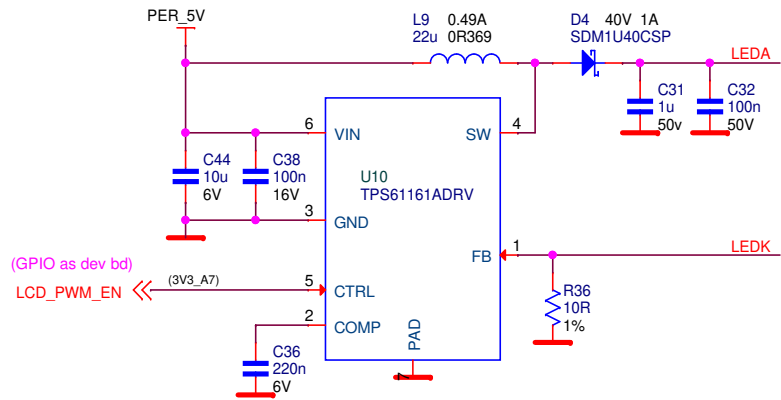 PER_5V
L9 0.49A
22u 0R369
D4 40V 1A
SDM1U40CSP
LEDA
C31
1u
50v
C32
100n
50V
6 VIN
SW 4
C44
10u
6V
C38
100n
16V
U10
TPS61161ADRV
3 GND
FB 1
LEDK
(GPIO as dev bd)
LCD_PWM_EN
(3V3_A7)
5 CTRL
2 COMP
PAD
7
R36
10R
1%
C36
220n
6V